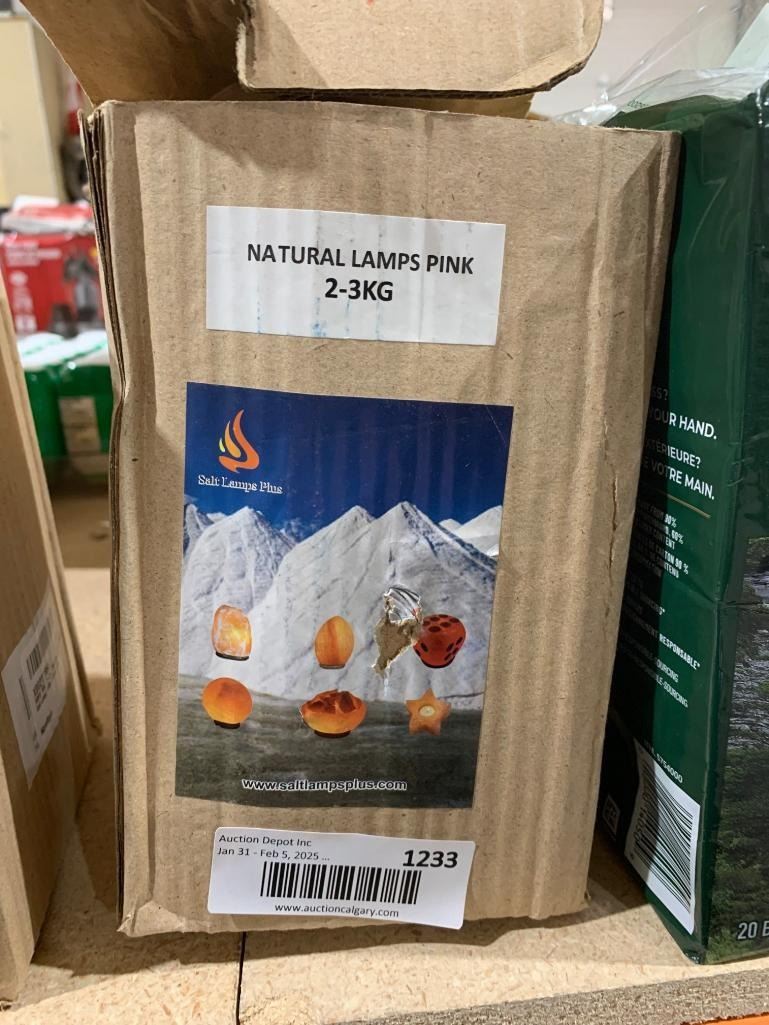 NATURAL LAMPS PINK
2-3KG
Salt Lamps Plus
www.saltlampsplus.com
Auction Depot Inc
Jan 31 - Feb 5, 2025 ...
1233
www.auctioncalgary.com
YOUR HAND.
VOTRE MAIN.
RESPONSABLE*
20